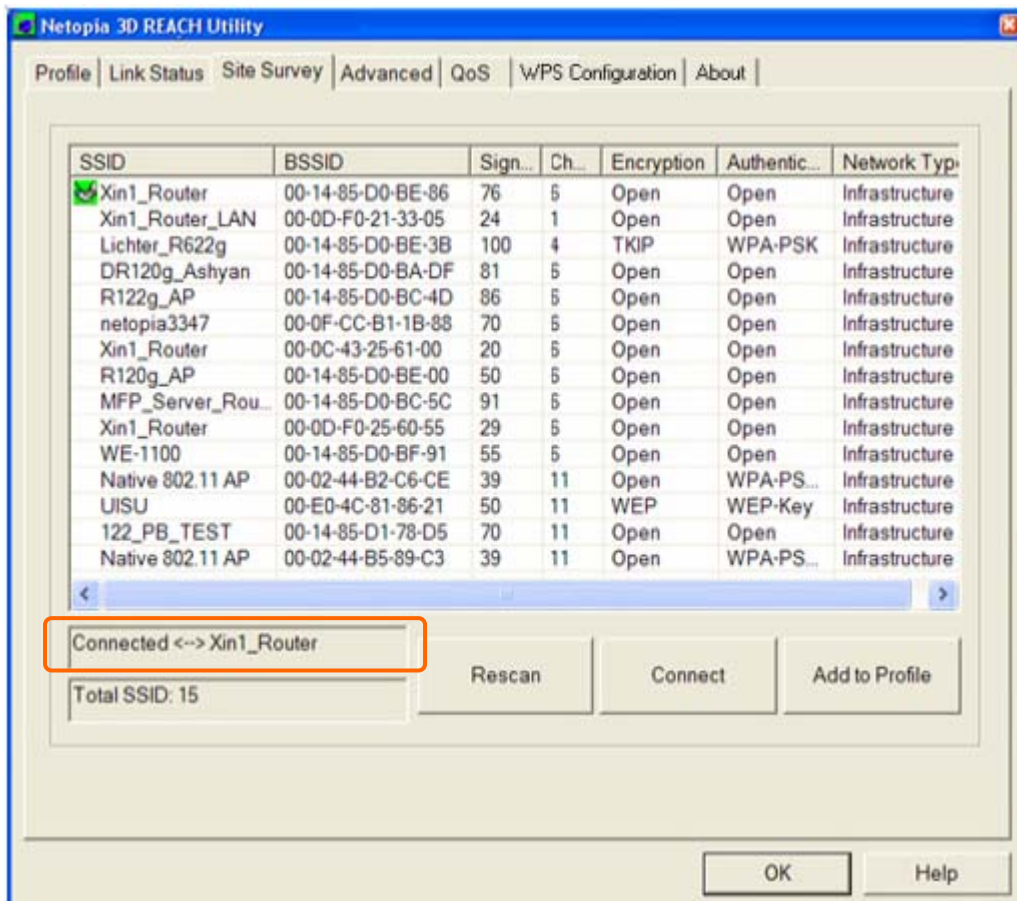 Netopia 3D REACH Utility
Profile Link Status Site Survey Advanced QoS WPS Configuration About
SSID BSSID Sign... Ch... Encryption Authentic... Network Typ
Xin1_Router 00-14-85-D0-BE-86 76 6 Open Open Infrastructure
Xin1_Router_LAN 00-0D-F0-21-33-05 24 1 Open Open Infrastructure
Lichter_R622g 00-14-85-D0-BE-3B 100 4 TKIP WPA-PSK Infrastructure
DR120g_Ashyan 00-14-85-D0-BA-DF 81 6 Open Open Infrastructure
R122g_AP 00-14-85-D0-BC-4D 86 6 Open Open Infrastructure
netopia3347 00-0F-CC-B1-1B-88 70 6 Open Open Infrastructure
Xin1_Router 00-0C-43-25-61-00 20 6 Open Open Infrastructure
R120g_AP 00-14-85-D0-BE-00 50 6 Open Open Infrastructure
MFP_Server_Rou... 00-14-85-D0-BC-5C 91 6 Open Open Infrastructure
Xin1_Router 00-0D-F0-25-60-55 29 6 Open Open Infrastructure
WE-1100 00-14-85-D0-BF-91 55 6 Open Open Infrastructure
Native 802.11 AP 00-02-44-B2-C6-CE 39 11 Open WPA-PS... Infrastructure
UISU 00-E0-4C-81-86-21 50 11 WEP WEP-Key Infrastructure
122_PB_TEST 00-14-85-D1-78-D5 70 11 Open Open Infrastructure
Native 802.11 AP 00-02-44-B5-89-C3 39 11 Open WPA-PS... Infrastructure
Connected <--> Xin1_Router
Rescan Connect Add to Profile
Total SSID: 15
OK Help